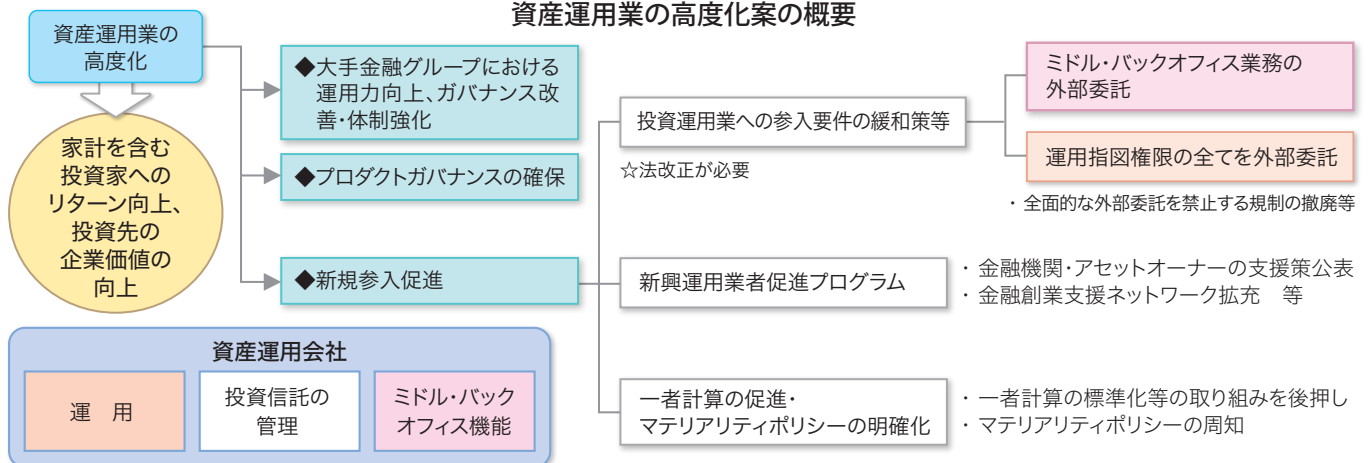 資産運用業の高度化案の概要
資産運用業の
高度化
家計を含む
投資家への
リターン向上、
投資先の
企業価値の
向上
◆大手金融グループにおける
運用力向上、ガバナンス改
善・体制強化
◆プロダクトガバナンスの確保
◆新規参入促進
投資運用業への参入要件の緩和策等
☆法改正が必要
ミドル・バックオフィス業務の
外部委託
運用指図権限の全てを外部委託
・全面的な外部委託を禁止する規制の撤廃等
新興運用業者促進プログラム
・金融機関・アセットオーナーの支援策公表
・金融創業支援ネットワーク拡充　等
一者計算の促進・
マテリアリティポリシーの明確化
・一者計算の標準化等の取り組みを後押し
・マテリアリティポリシーの周知
資産運用会社
運　用
投資信託の
管理
ミドル・バック
オフィス機能